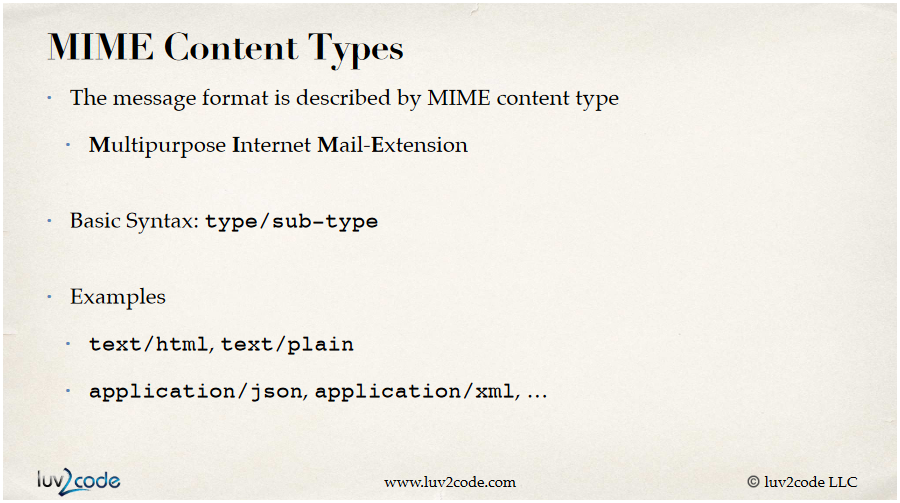 MIME Content Types
· The message format is described by MIME content type
· Multipurpose Internet Mail-Extension
· Basic Syntax: type/sub-type
· Examples
· text/html, text/plain
· application/json, application/xml, …
luv2code www.luv2code.com © luv2code LLC